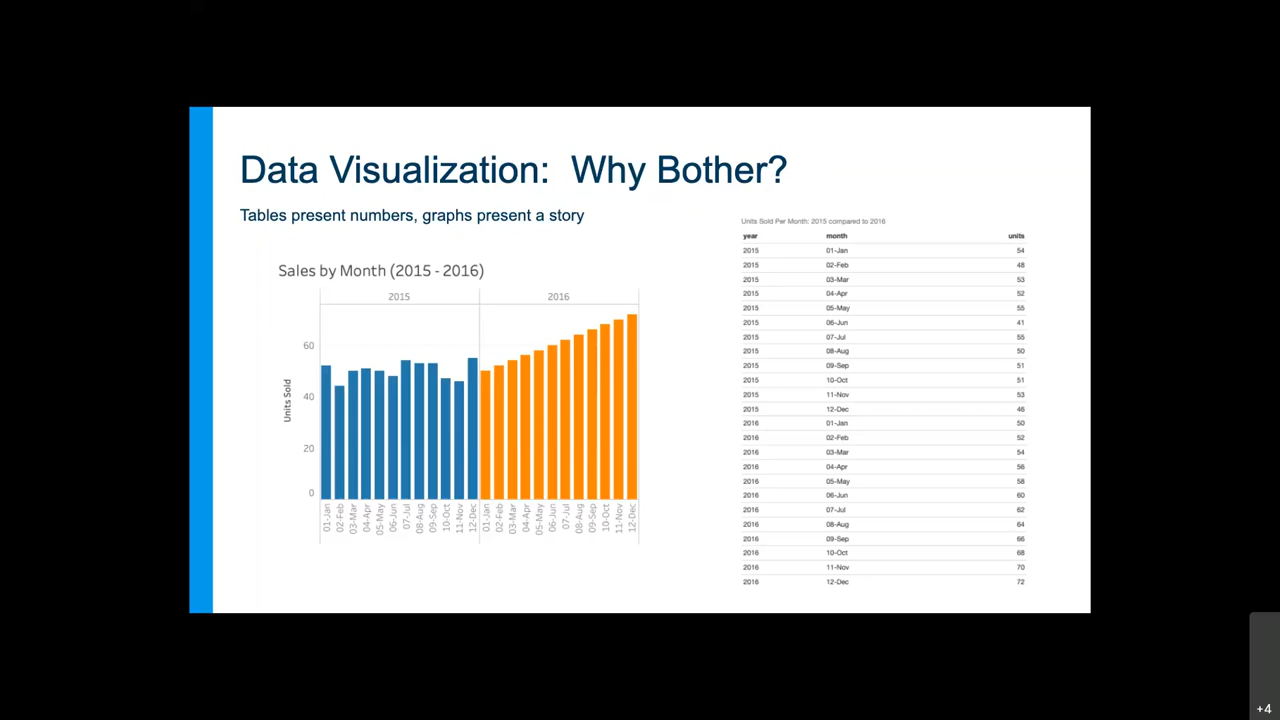 Data Visualization:  Why Bother?
Tables present numbers, graphs present a story
Sales by Month (2015 - 2016)
2015 2016
60
40
20
0
Units Sold
01-Jan 02-Feb 03-Mar 04-Apr 05-May 06-Jun 07-Jul 08-Aug 09-Sep 10-Oct 11-Nov 12-Dec 01-Jan 02-Feb 03-Mar 04-Apr 05-May 06-Jun 07-Jul 08-Aug 09-Sep 10-Oct 11-Nov 12-Dec
Units Sold Per Month: 2015 compared to 2016
year month units
2015 01-Jan 54
2015 02-Feb 48
2015 03-Mar 53
2015 04-Apr 52
2015 05-May 55
2015 06-Jun 41
2015 07-Jul 55
2015 08-Aug 50
2015 09-Sep 51
2015 10-Oct 51
2015 11-Nov 53
2015 12-Dec 46
2016 01-Jan 50
2016 02-Feb 52
2016 03-Mar 54
2016 04-Apr 56
2016 05-May 58
2016 06-Jun 60
2016 07-Jul 62
2016 08-Aug 64
2016 09-Sep 66
2016 10-Oct 68
2016 11-Nov 70
2016 12-Dec 72
+4